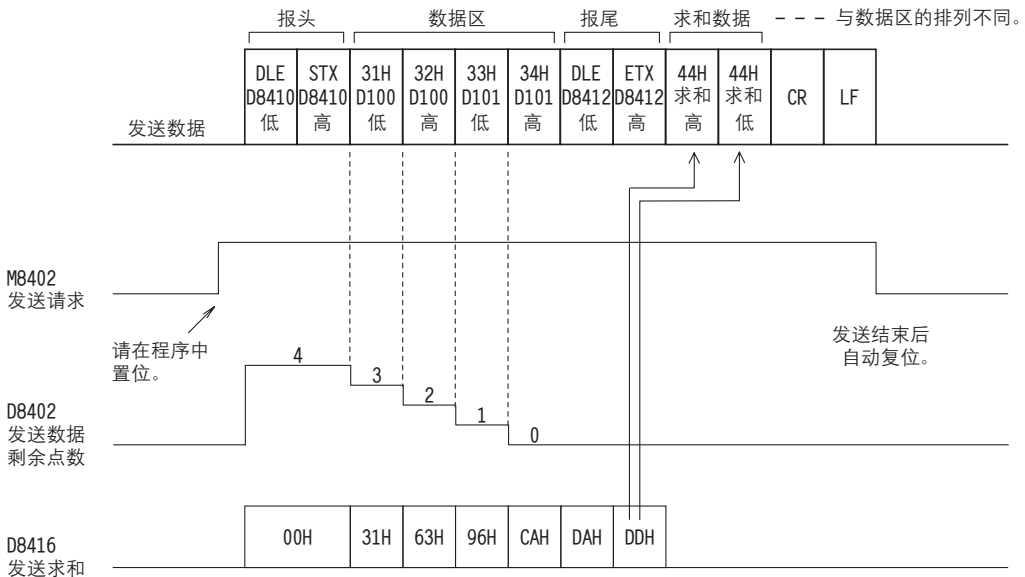 报头 数据区 报尾 求和数据 --- 与数据区的排列不同。
DLE STX 31H 32H 33H 34H DLE ETX 44H 44H
D8410 D8410 D100 D100 D101 D101 D8412 D8412 求和 求和 CR LF
低 高 低 高 低 高 低 高 高 低
发送数据
M8402
发送请求
请在程序中
置位。
发送结束后
自动复位。
4
3
2
1
0
D8402
发送数据
剩余点数
00H 31H 63H 96H CAH DAH DDH
D8416
发送求和